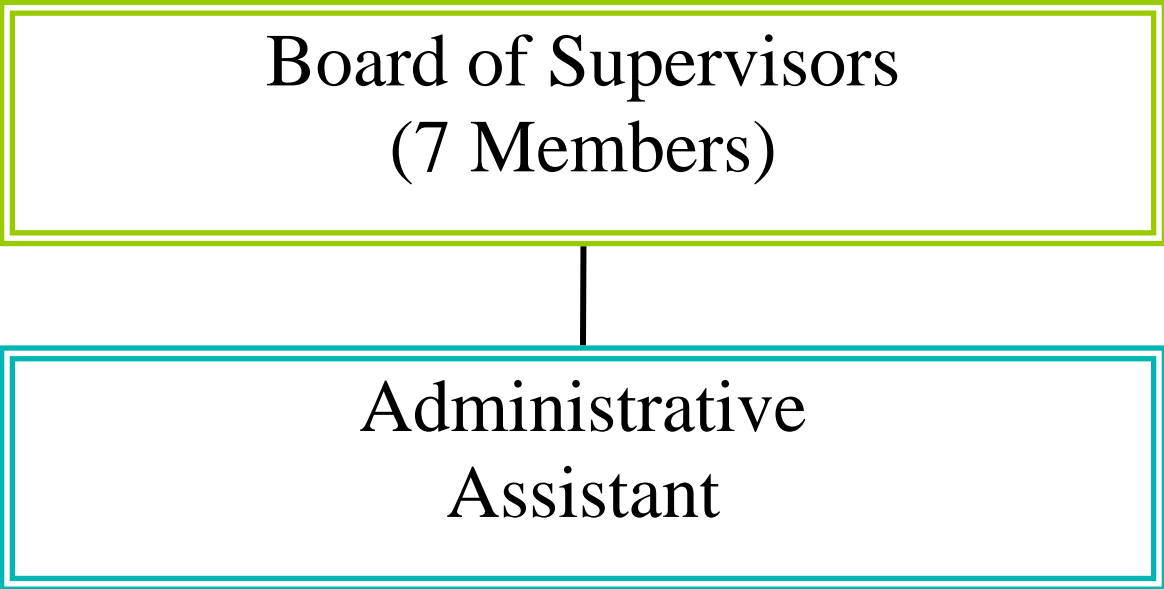 Board of Supervisors
(7 Members)
Administrative
Assistant